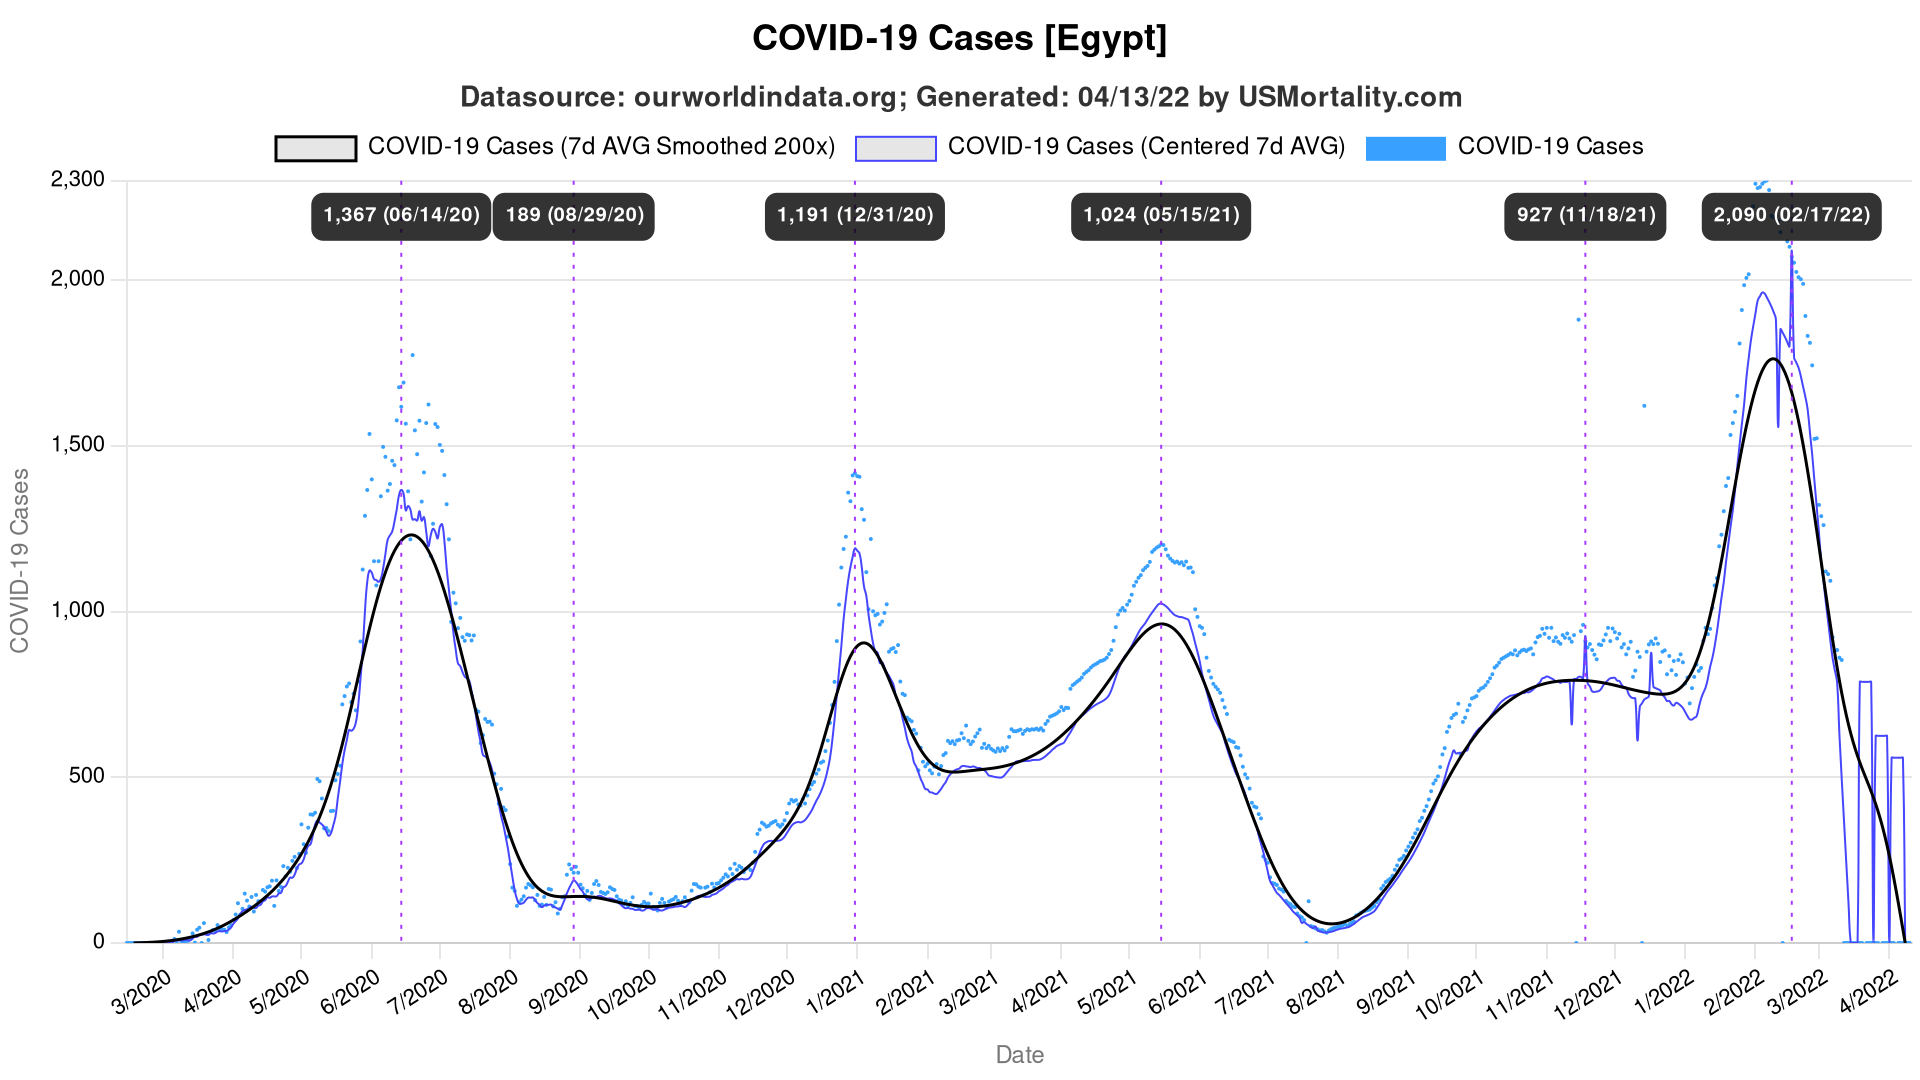 COVID-19 Cases [Egypt]
Datasource: ourworldindata.org; Generated: 04/13/22 by USMortality.com
COVID-19 Cases (7d AVG Smoothed 200x) COVID-19 Cases (Centered 7d AVG) COVID-19 Cases
2,300
1,367 (06/14/20) 189 (08/29/20) 1,191 (12/31/20) 1,024 (05/15/21) 927 (11/18/21) 2,090 (02/17/22)
2,000
1,500
1,000
500
0
COVID-19 Cases
3/2020 4/2020 5/2020 6/2020 7/2020 8/2020 9/2020 10/2020 11/2020 12/2020 1/2021 2/2021 3/2021 4/2021 5/2021 6/2021 7/2021 8/2021 9/2021 10/2021 11/2021 12/2021 1/2022 2/2022 3/2022 4/2022
Date